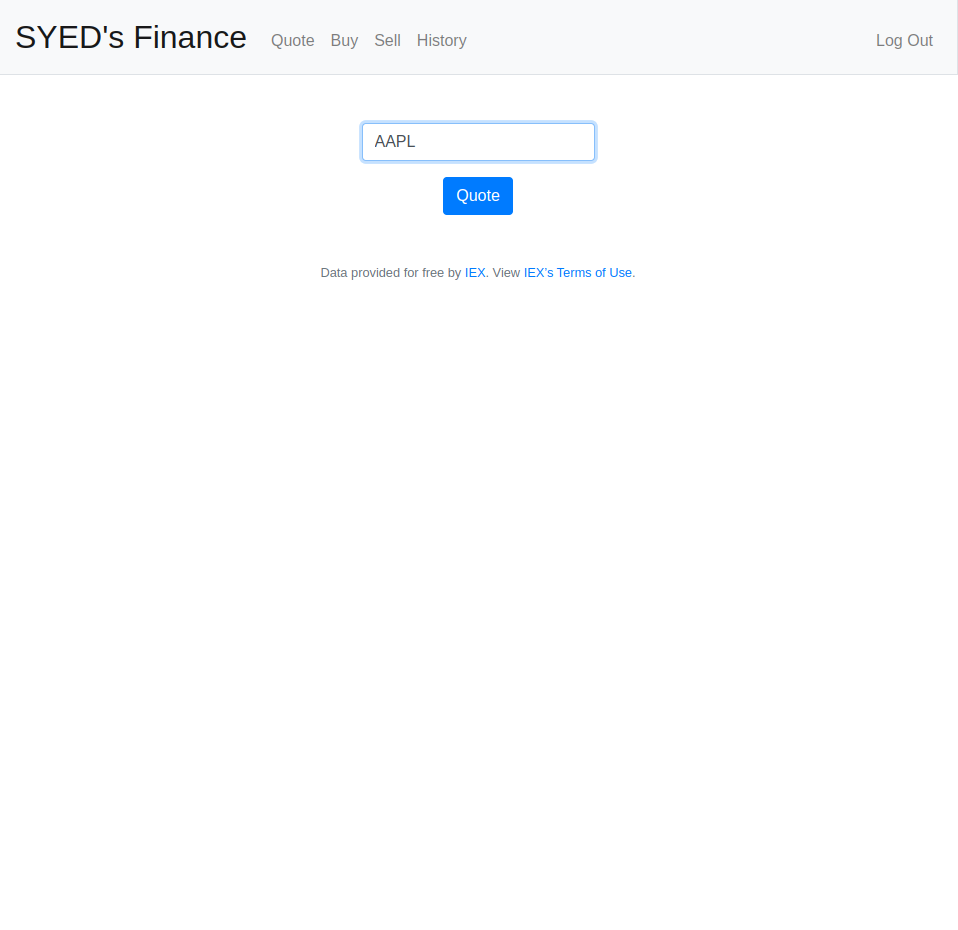 SYED's Finance Quote Buy Sell History Log Out
AAPL
Quote
Data provided for free by IEX. View IEX's Terms of Use.